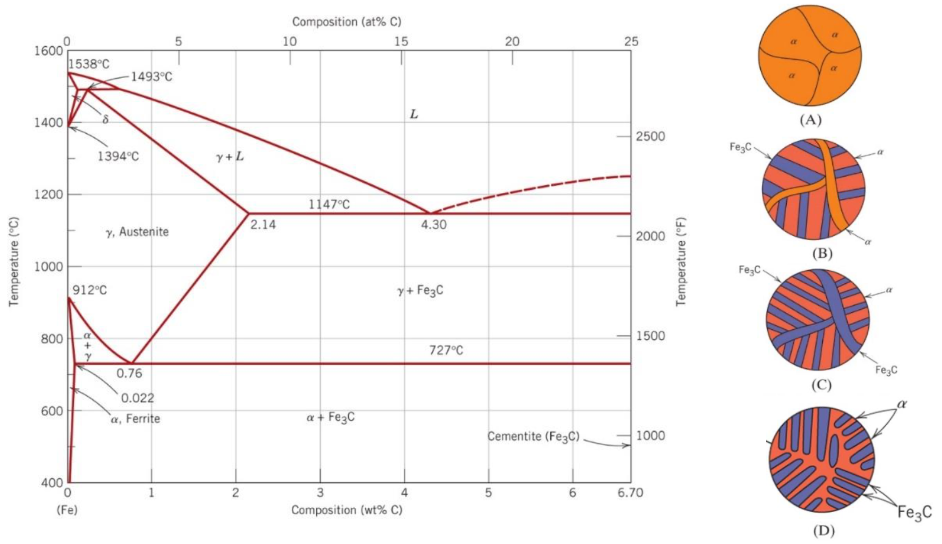 Composition (at% C)
0 5 10 15 20 25
1600
1538°C
1493°C
δ
L
1400
1394°C
2500
γ + L
1200
1147°C
2.14
4.30
2000
γ, Austenite
1000
Temperature (°C)
Temperature (°F)
γ + Fe₃C
912°C
α
+
γ
800
1500
727°C
0.76
0.022
600
α, Ferrite
α + Fe₃C
Cementite (Fe₃C)
1000
400
0 1 2 3 4 5 6 6.70
(Fe)
Composition (wt% C)
α α
α α
(A)
Fe₃C
α
α
(B)
Fe₃C
α
Fe₃C
(C)
α
Fe₃C
(D)